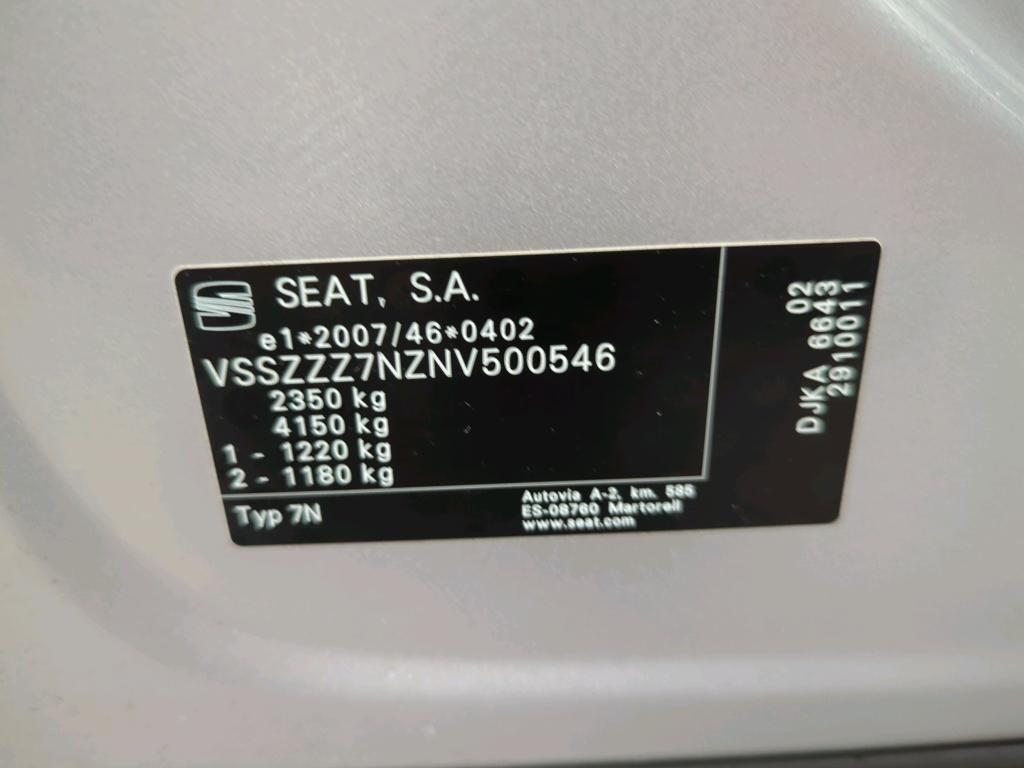 SEAT, S.A.
e1*2007/46*0402
VSSZZZ7NZNV500546
2350 kg
4150 kg
1 - 1220 kg
2 - 1180 kg
Typ 7N
Autovia A-2, km. 585
ES-08760 Martorell
www.seat.com
02
DJKA 6643
2910011